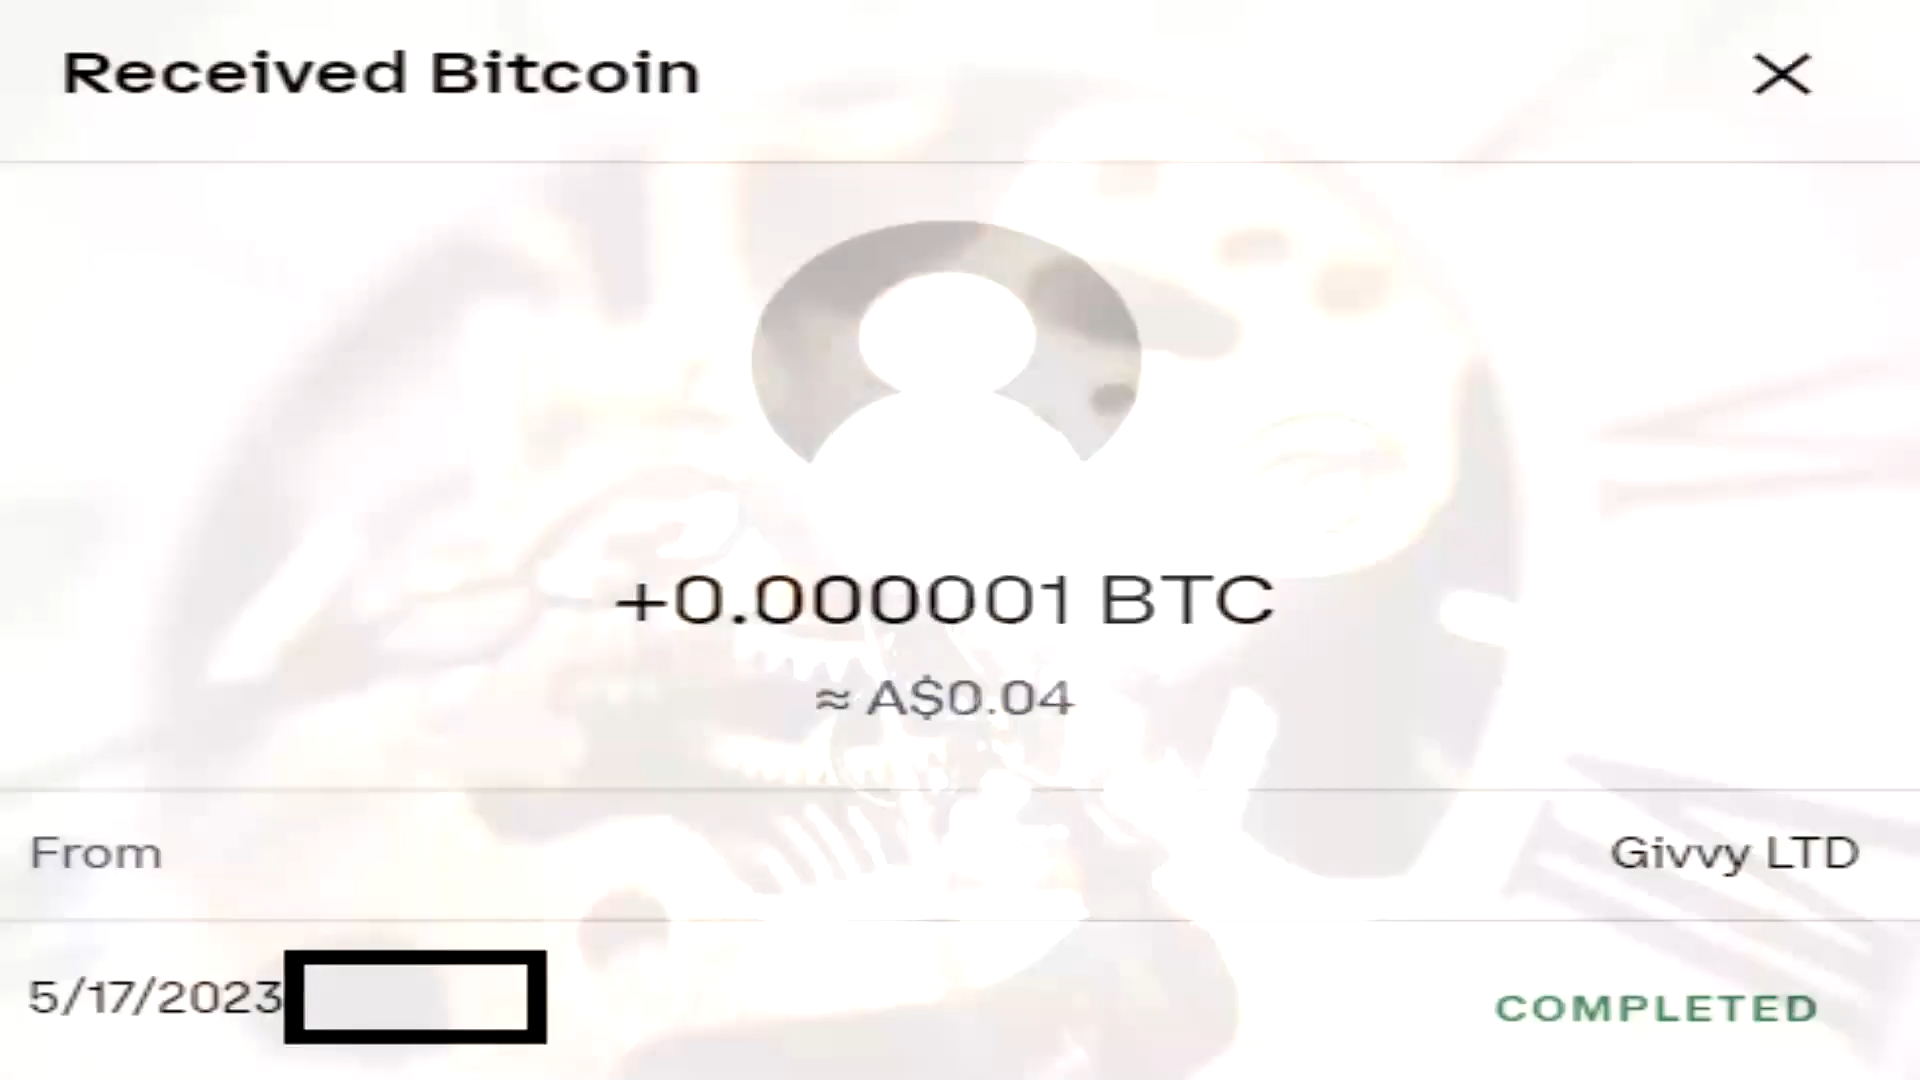 Received Bitcoin
+0.000001 BTC
≈ A$0.04
From Givvy LTD
5/17/2023 COMPLETED